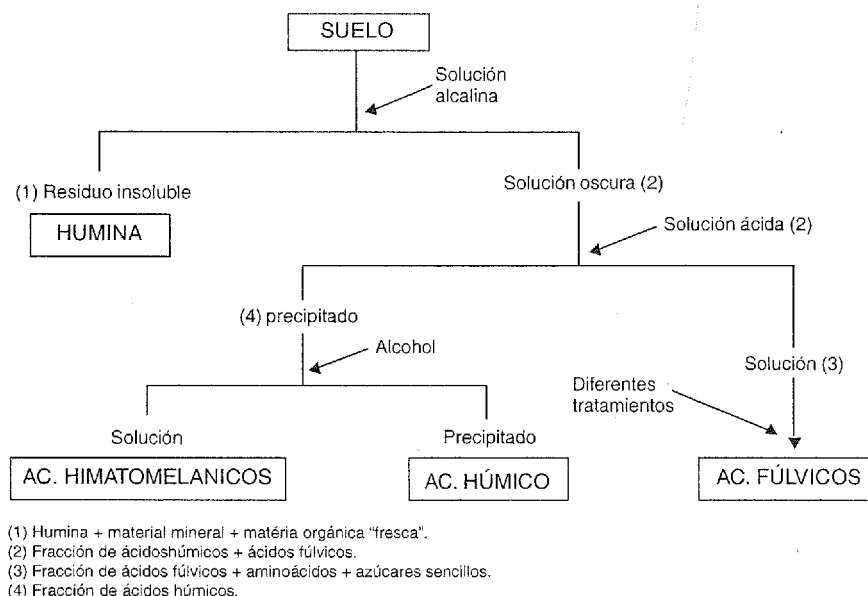 SUELO
Solución
alcalina
(1) Residuo insoluble
HUMINA
Solución oscura (2)
Solución ácida (2)
(4) precipitado
Alcohol
Solución (3)
Diferentes
tratamientos
Solución
AC. HIMATOMELANICOS
Precipitado
AC. HÚMICO
AC. FÚLVICOS
(1) Humina + material mineral + matéria orgánica “fresca”.
(2) Fracción de ácidoshúmicos + ácidos fúlvicos.
(3) Fracción de ácidos fúlvicos + aminoácidos + azúcares sencillos.
(4) Fracción de ácidos húmicos.